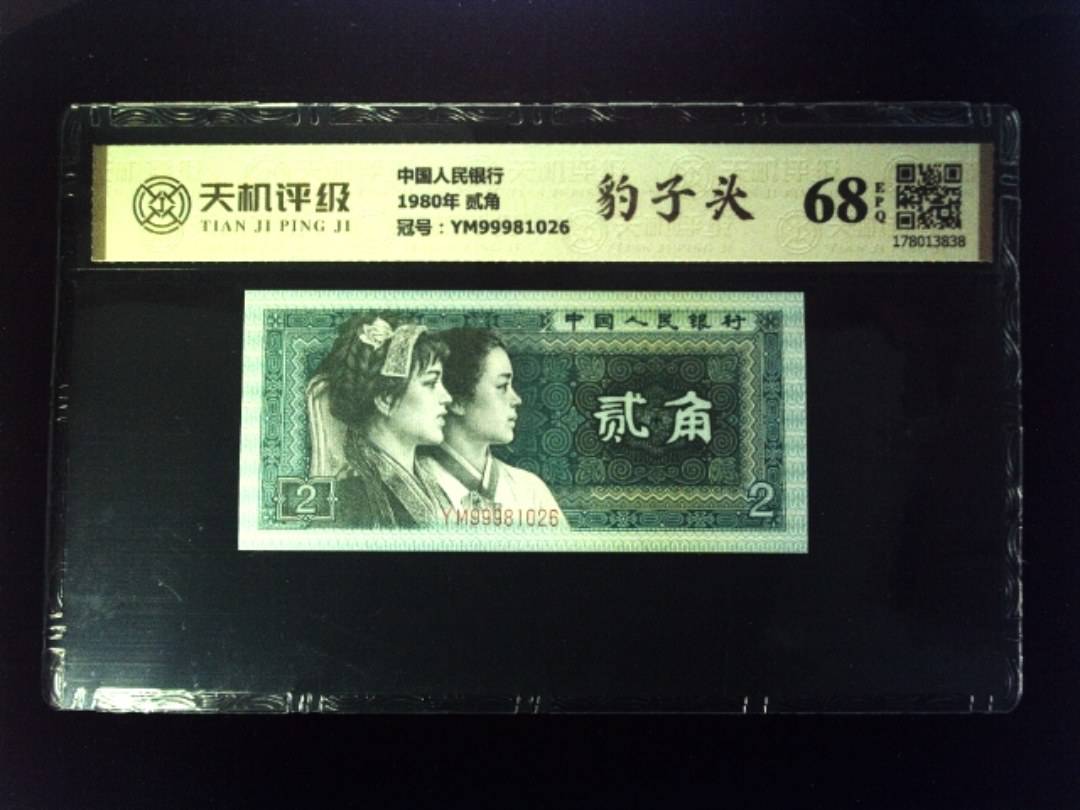 天机评级
TIAN JI PING JI
中国人民银行
1980年 贰角
冠号：YM99981026
豹子头
68
EPQ
178013838
中国人民银行
贰角
2
2
YM99981026